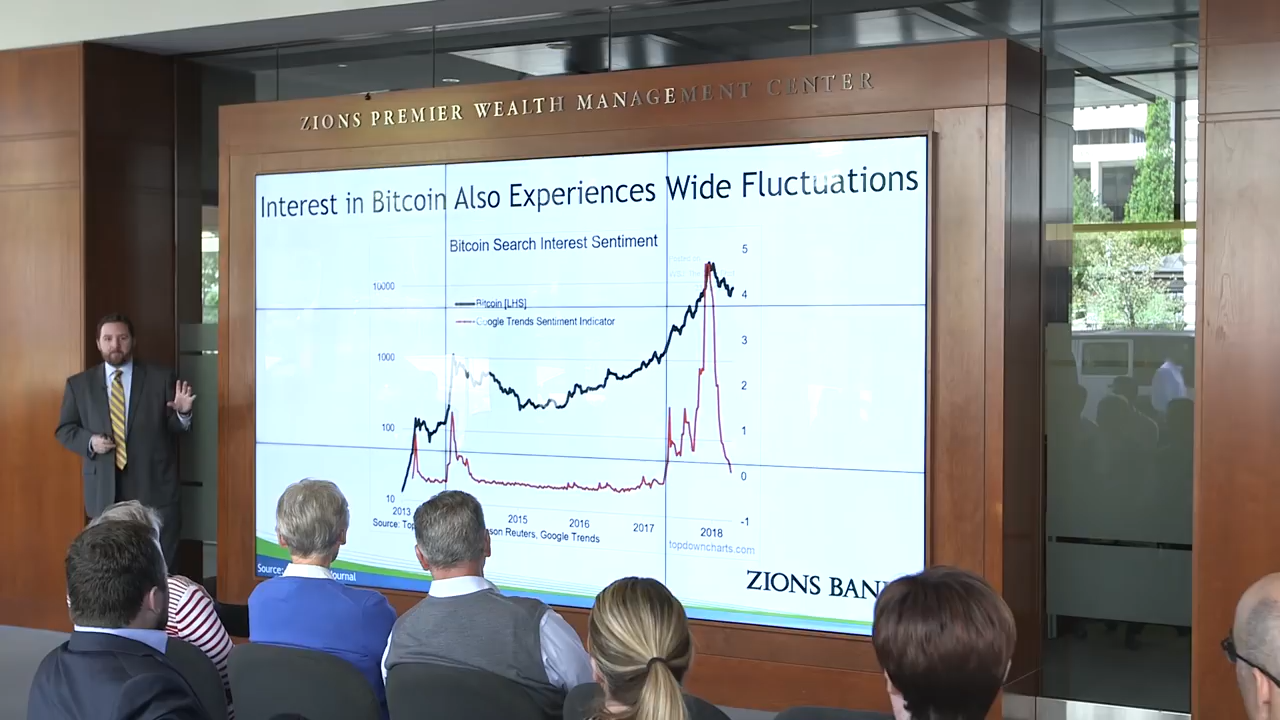 ZIONS PREMIER WEALTH MANAGEMENT CENTER
Interest in Bitcoin Also Experiences Wide Fluctuations
Bitcoin Search Interest Sentiment
Bitcoin [LHS]
Google Trends Sentiment Indicator
10000
1000
100
10
5
4
3
2
1
0
-1
2013 2015 2016 2017 2018
Source: Reuters, Google Trends
topdowncharts.com
Source: Journal
ZIONS